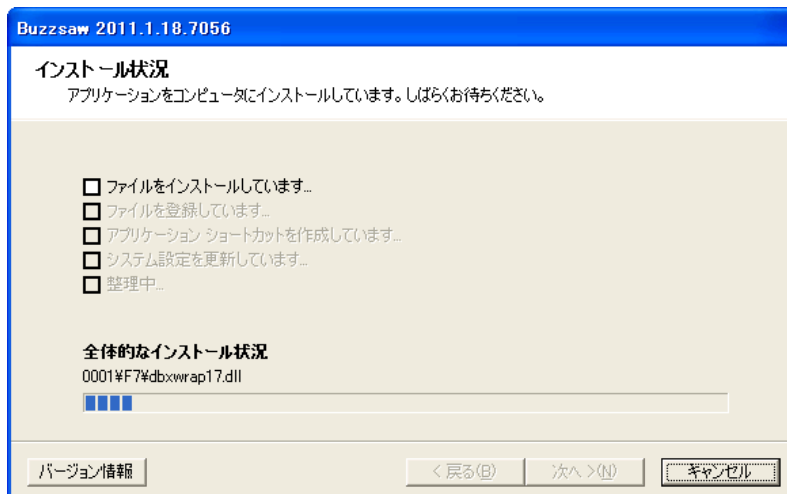 Buzzsaw 2011.1.18.7056
インストール状況
アプリケーションをコンピュータにインストールしています。しばらくお待ちください。
ファイルをインストールしています...
ファイルを登録しています...
アプリケーション ショートカットを作成しています...
システム設定を更新しています...
整理中...
全体的なインストール状況
0001¥F7¥dbxwrap17.dll
バージョン情報
< 戻る(B)
次へ >(N)
キャンセル